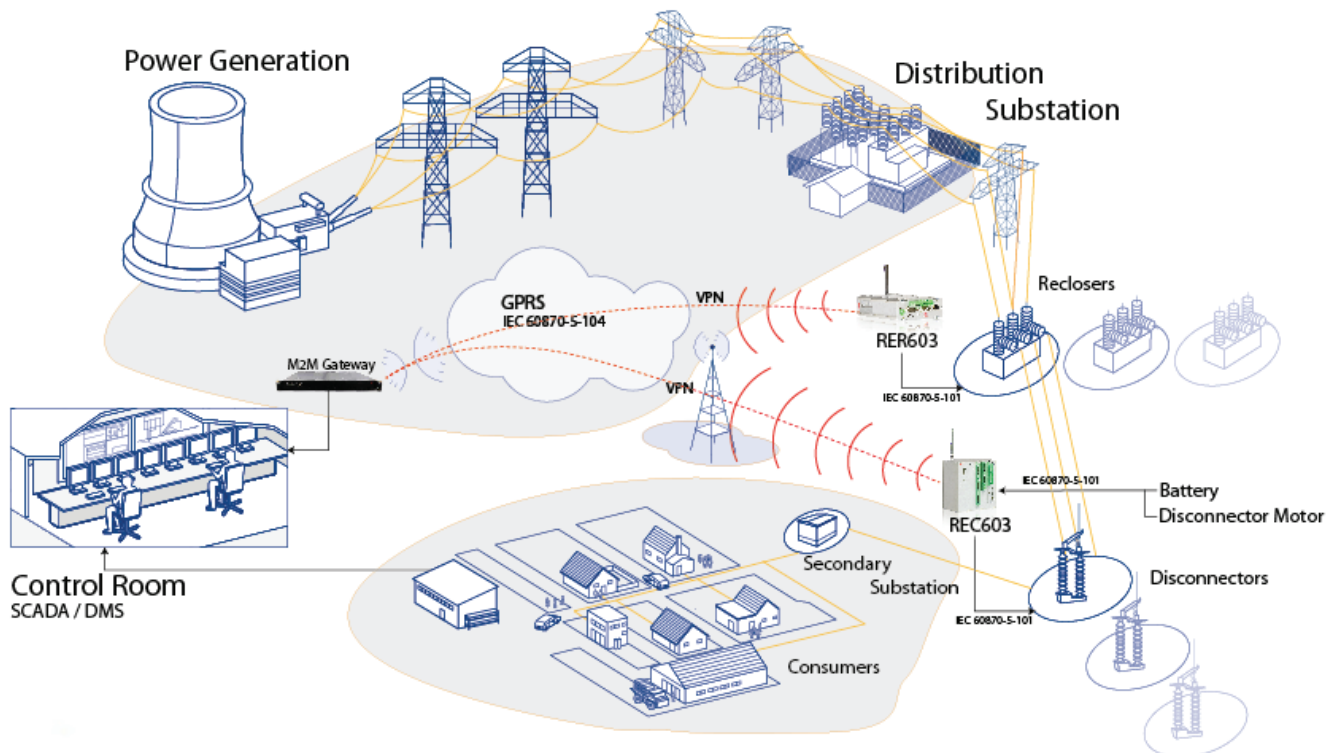 Power Generation
Distribution
Substation
Reclosers
GPRS
IEC 60870-5-104
VPN
RER603
IEC 60870-5-101
M2M Gateway
VPN
IEC 60870-5-101
REC603
Battery
Disconnector Motor
Control Room
SCADA / DMS
Secondary
Substation
Disconnectors
IEC 60870-5-101
Consumers